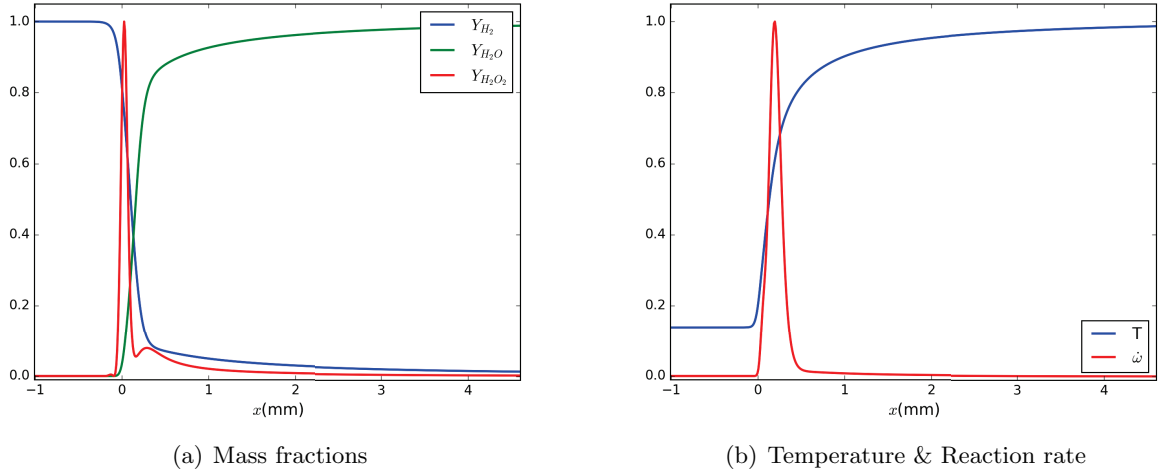 1.0
0.8
0.6
0.4
0.2
0.0
−1
0
1
2
3
4
x(mm)
Y_{H_2}
Y_{H_2O}
Y_{H_2O_2}
(a) Mass fractions
1.0
0.8
0.6
0.4
0.2
0.0
−1
0
1
2
3
4
x(mm)
T
ω̇
(b) Temperature & Reaction rate